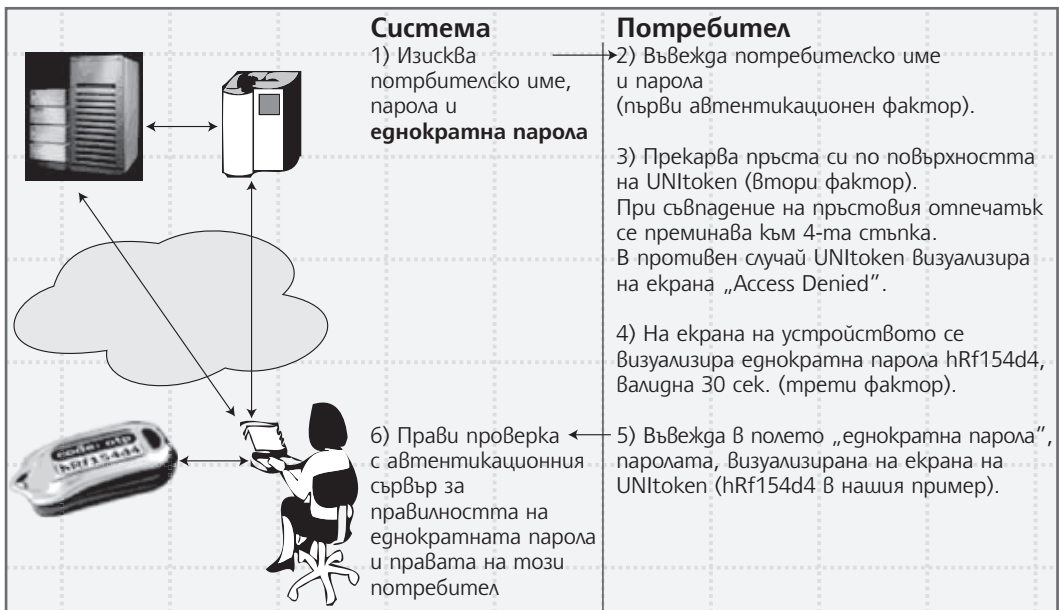 Система
1) Изисква
потрбителско име,
парола и
еднократна парола
Потребител
2) Въвежда потребителско име
и парола
(първи автентикационен фактор).
3) Прекарва пръста си по повърхността
на UNItoken (втори фактор).
При съвпадение на пръстовия отпечатък
се преминава към 4-та стъпка.
В противен случай UNItoken визуализира
на екрана „Access Denied”.
4) На екрана на устройството се
визуализира еднократна парола hRf154d4,
валидна 30 сек. (трети фактор).
5) Въвежда в полето „еднократна парола”,
паролата, визуализирана на екрана на
UNItoken (hRf154d4 в нашия пример).
6) Прави проверка
с автентикационния
сървър за
правилността на
еднократната парола
и правата на този
потребител
code: otp
hRf154d4